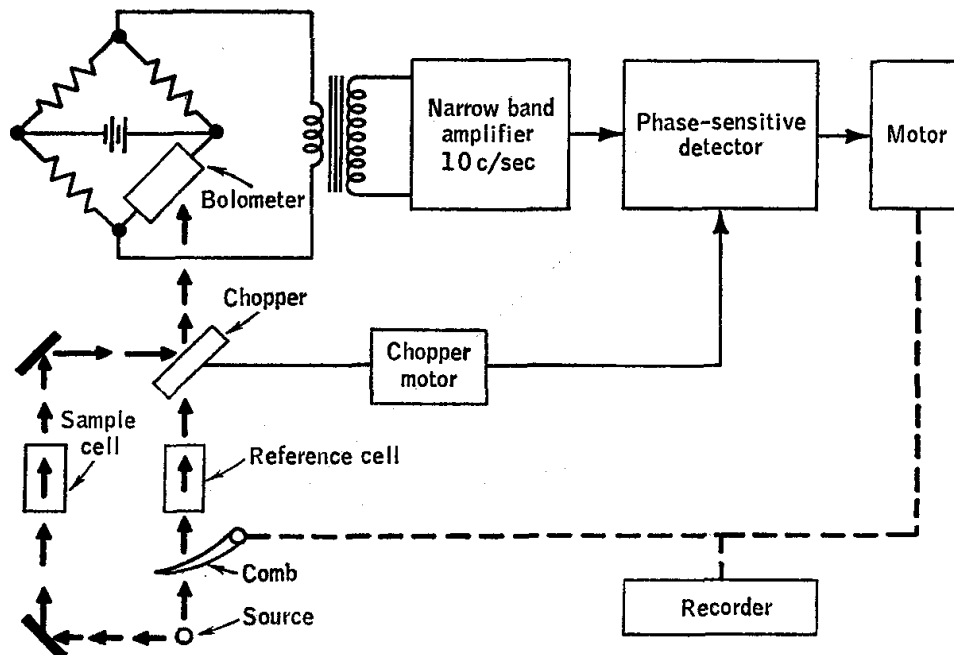 Narrow band
amplifier
10 c/sec
Phase-sensitive
detector
Motor
Bolometer
Chopper
Chopper
motor
Sample
cell
Reference cell
Comb
Source
Recorder